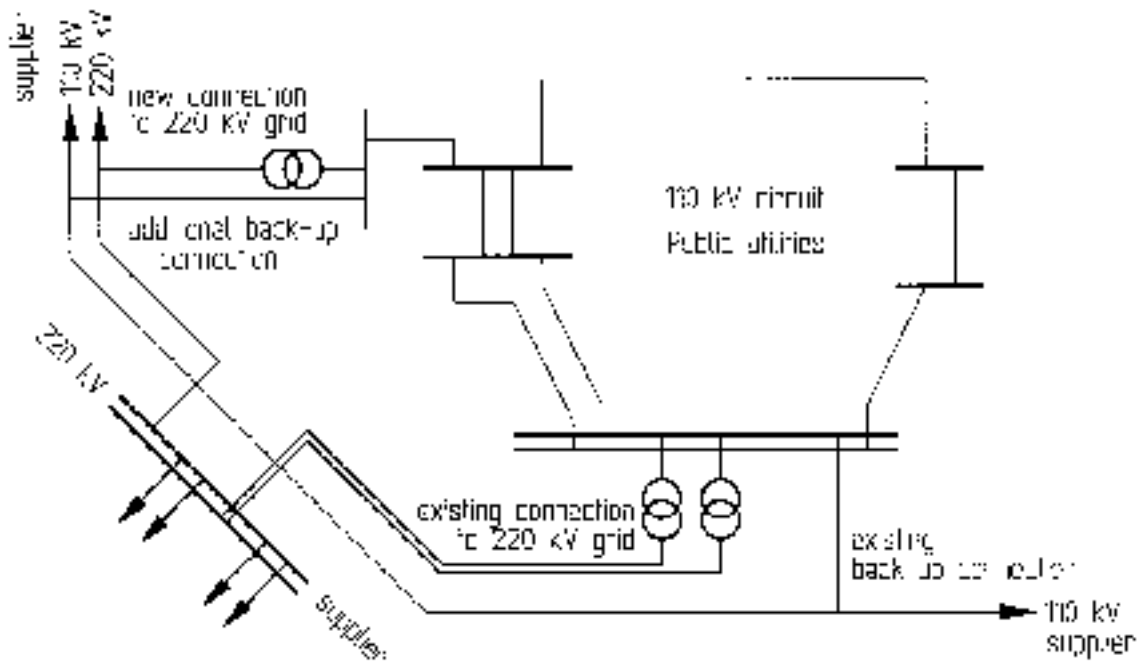 supplier
110 kV
220 kV
new connection
to 220 kV grid
additional back-up
connection
110 kV circuit
Public utilities
220 kV
supplier
existing connection
to 220 kV grid
existing
back up connection
110 kV
supplier